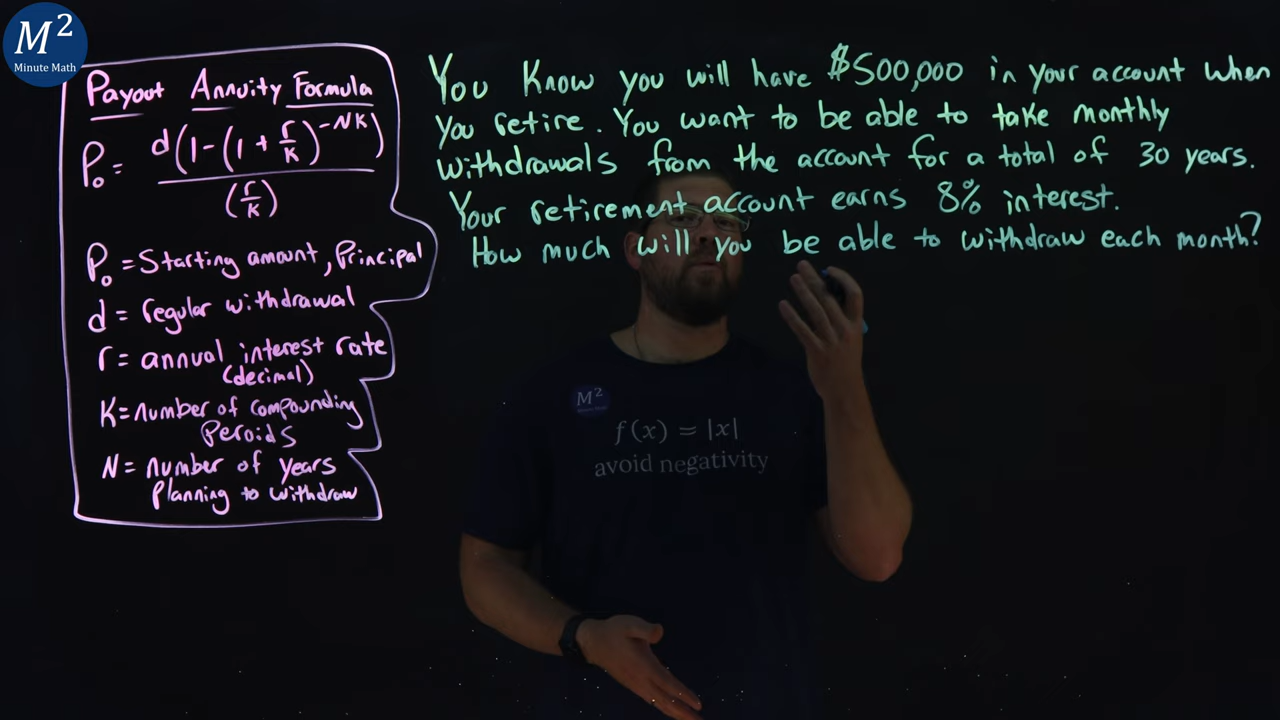 M²
Minute Math
Payout Annuity Formula
P₀ = d(1-(1+r/k)^-NK) / (r/k)
P₀ = Starting amount, Principal
d = regular withdrawal
r = annual interest rate
(decimal)
K = number of compounding
Peroids
N = number of years
Planning to withdraw
You Know you will have $500,000 in your account when
you retire. You want to be able to take monthly
withdrawals from the account for a total of 30 years.
Your retirement account earns 8% interest.
How much will you be able to withdraw each month?
M²
f(x) = |x|
avoid negativity